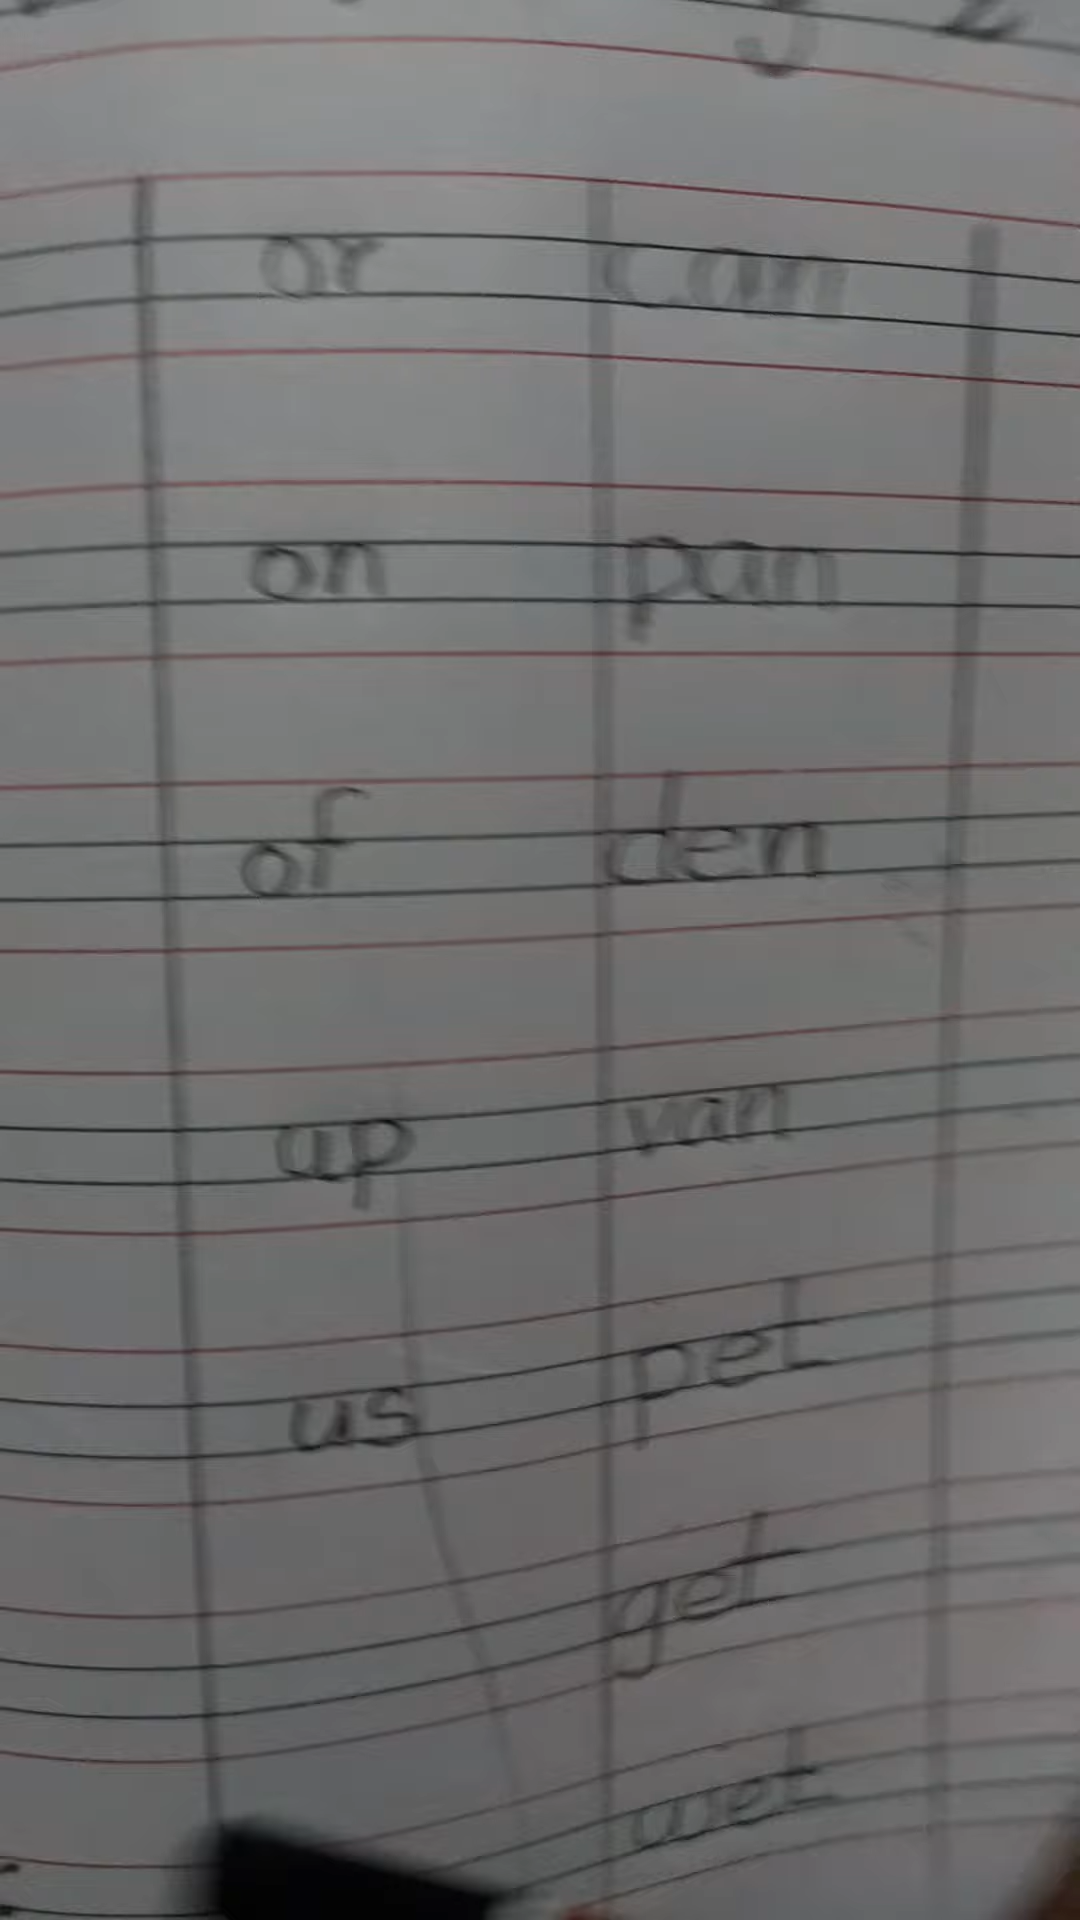 or can
on pan
of den
up van
us pet
get
wet